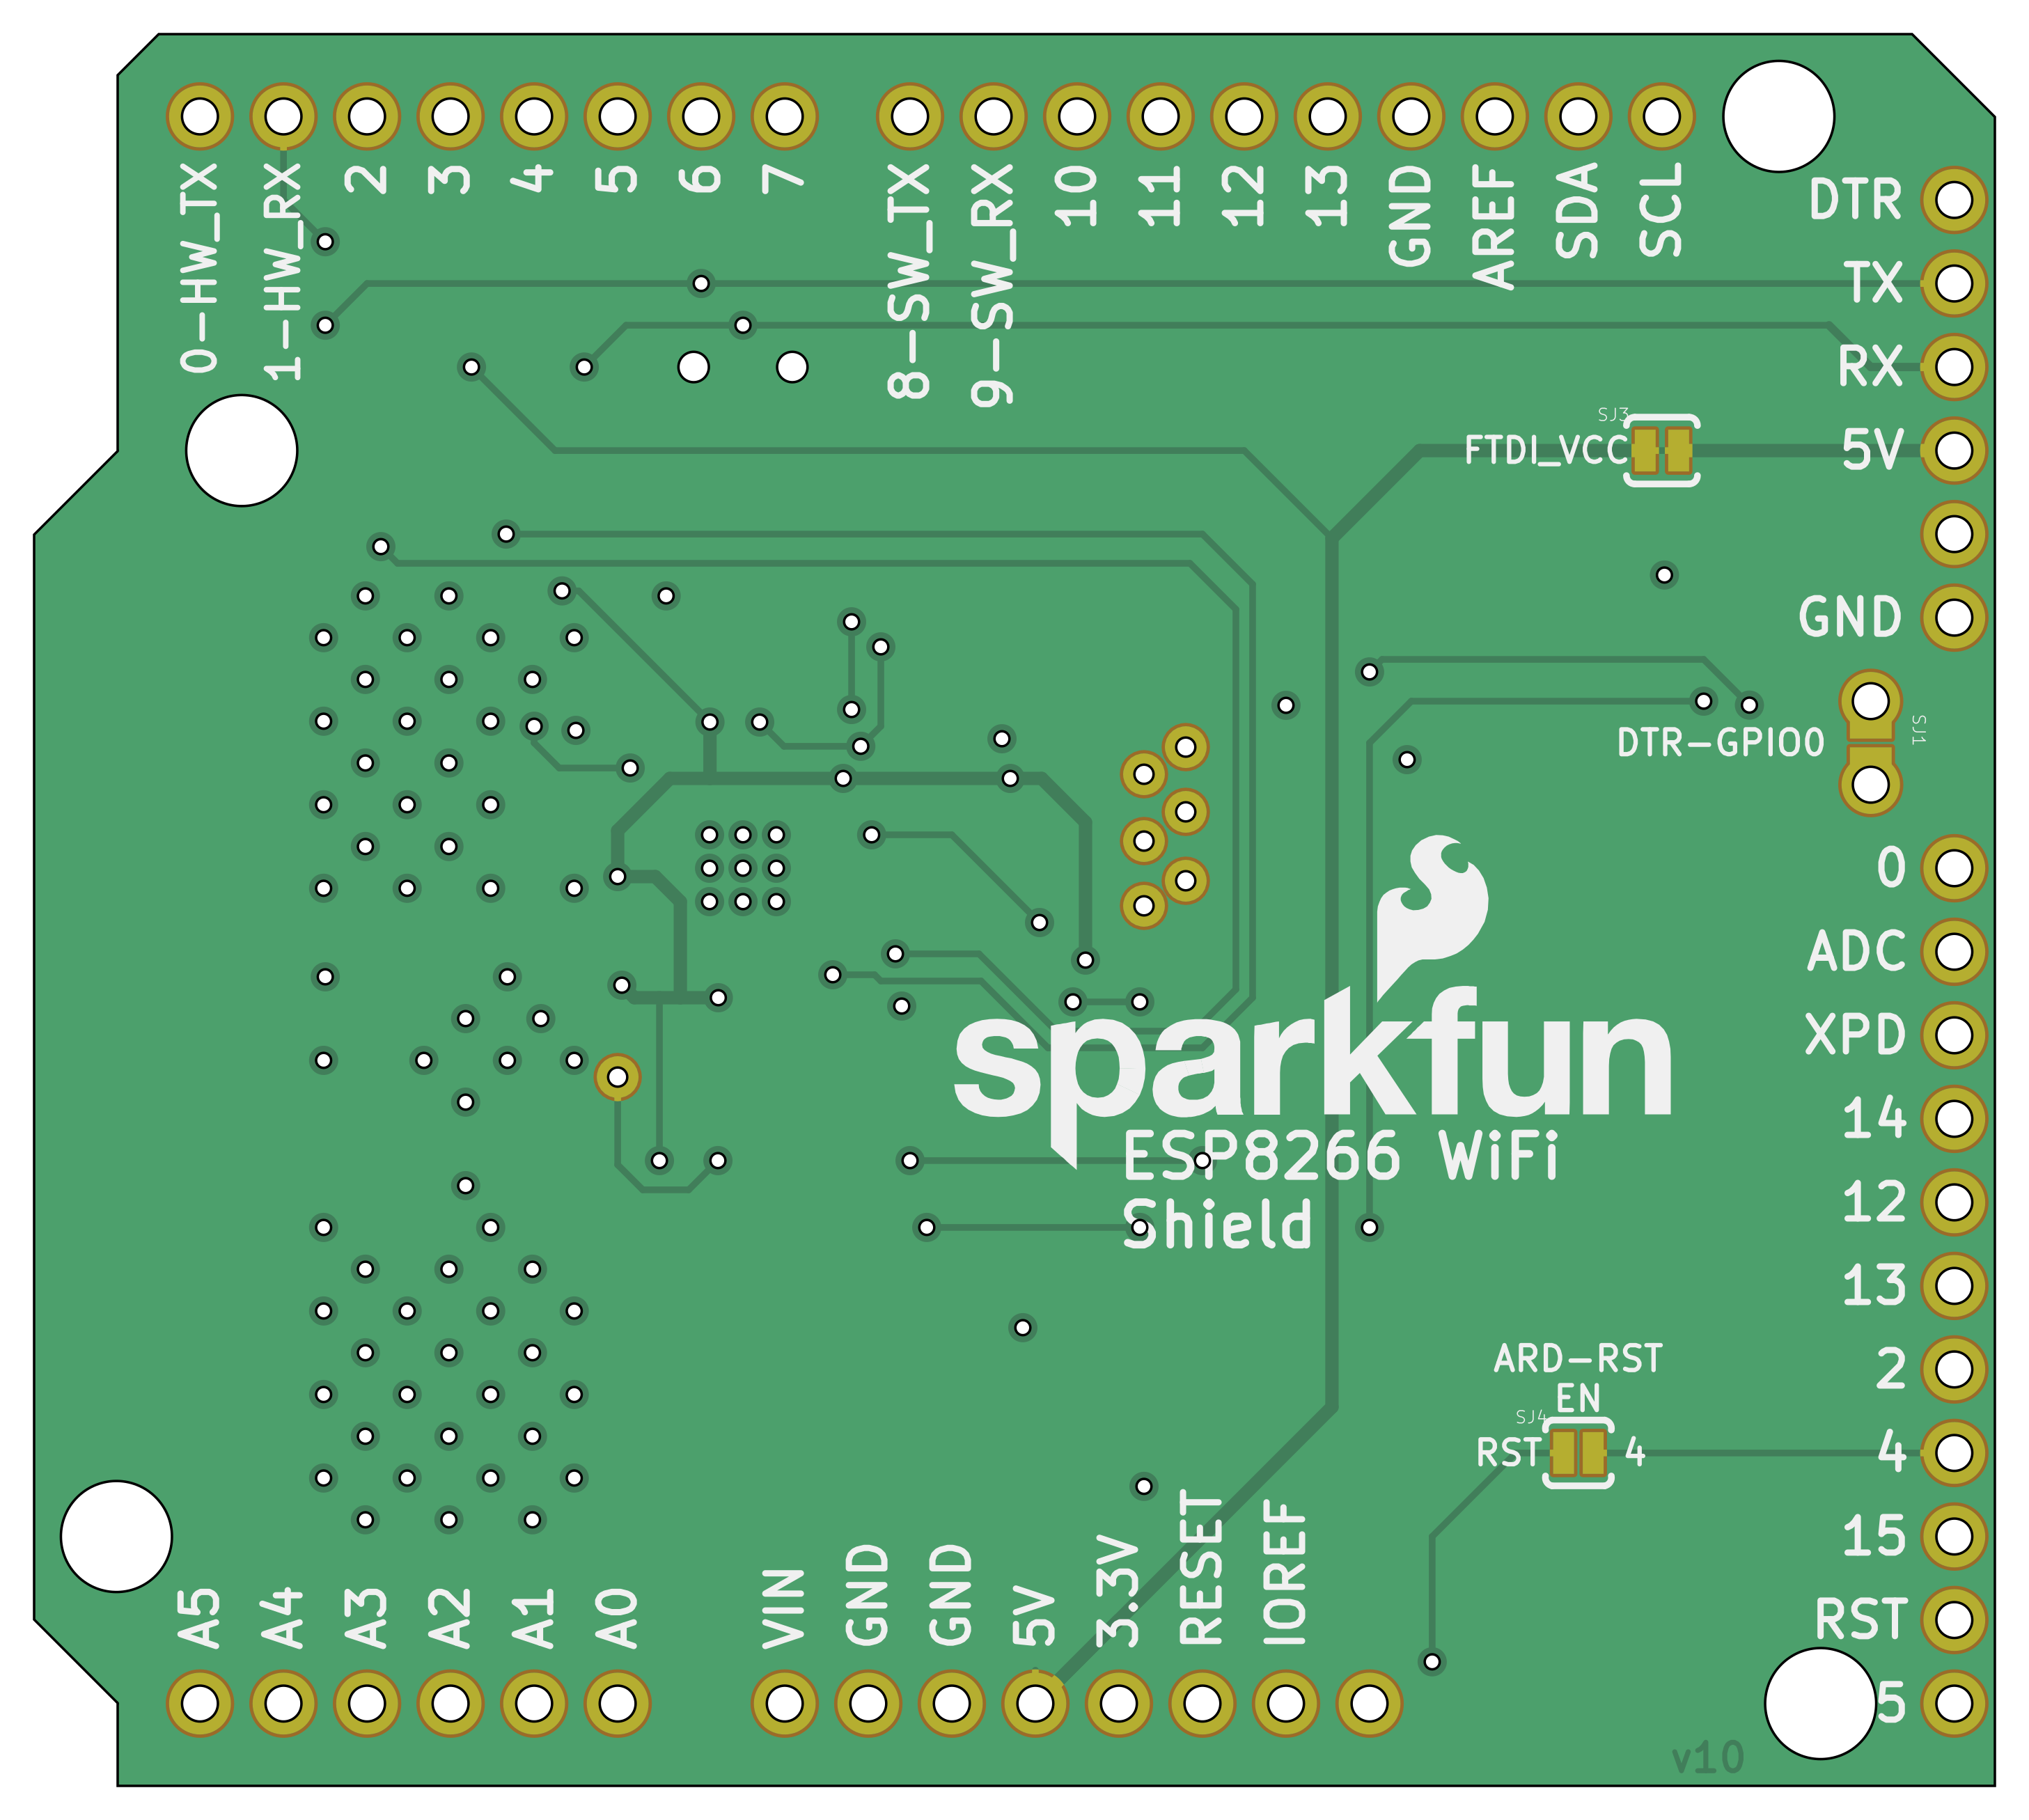 0-HW_TX
1-HW_RX
2
3
4
5
6
7
8-SW_TX
9-SW_RX
10
11
12
13
GND
AREF
SDA
SCL
DTR
TX
RX
SJ3
FTDI_VCC
5V
GND
SJ1
DTR-GPIO0
0
ADC
sparkfun
XPD
14
ESP8266 WiFi
Shield
12
13
ARD-RST
EN
2
SJ4
RST
4
4
15
RST
5
A5
A4
A3
A2
A1
A0
VIN
GND
GND
5V
3.3V
RESET
IOREF
v10